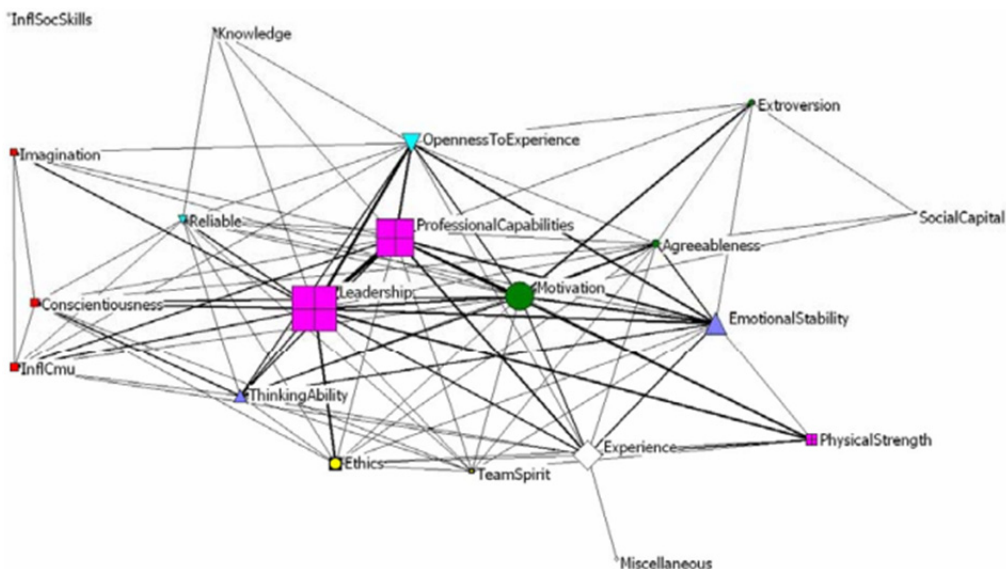 InflSocSkills
Knowledge
Extroversion
OpennessToExperience
Imagination
SocialCapital
Reliable
ProfessionalCapabilities
Agreeableness
Leadership
Motivation
Conscientiousness
EmotionalStability
InflCmu
ThinkingAbility
PhysicalStrength
Experience
Ethics
TeamSpirit
Miscellaneous